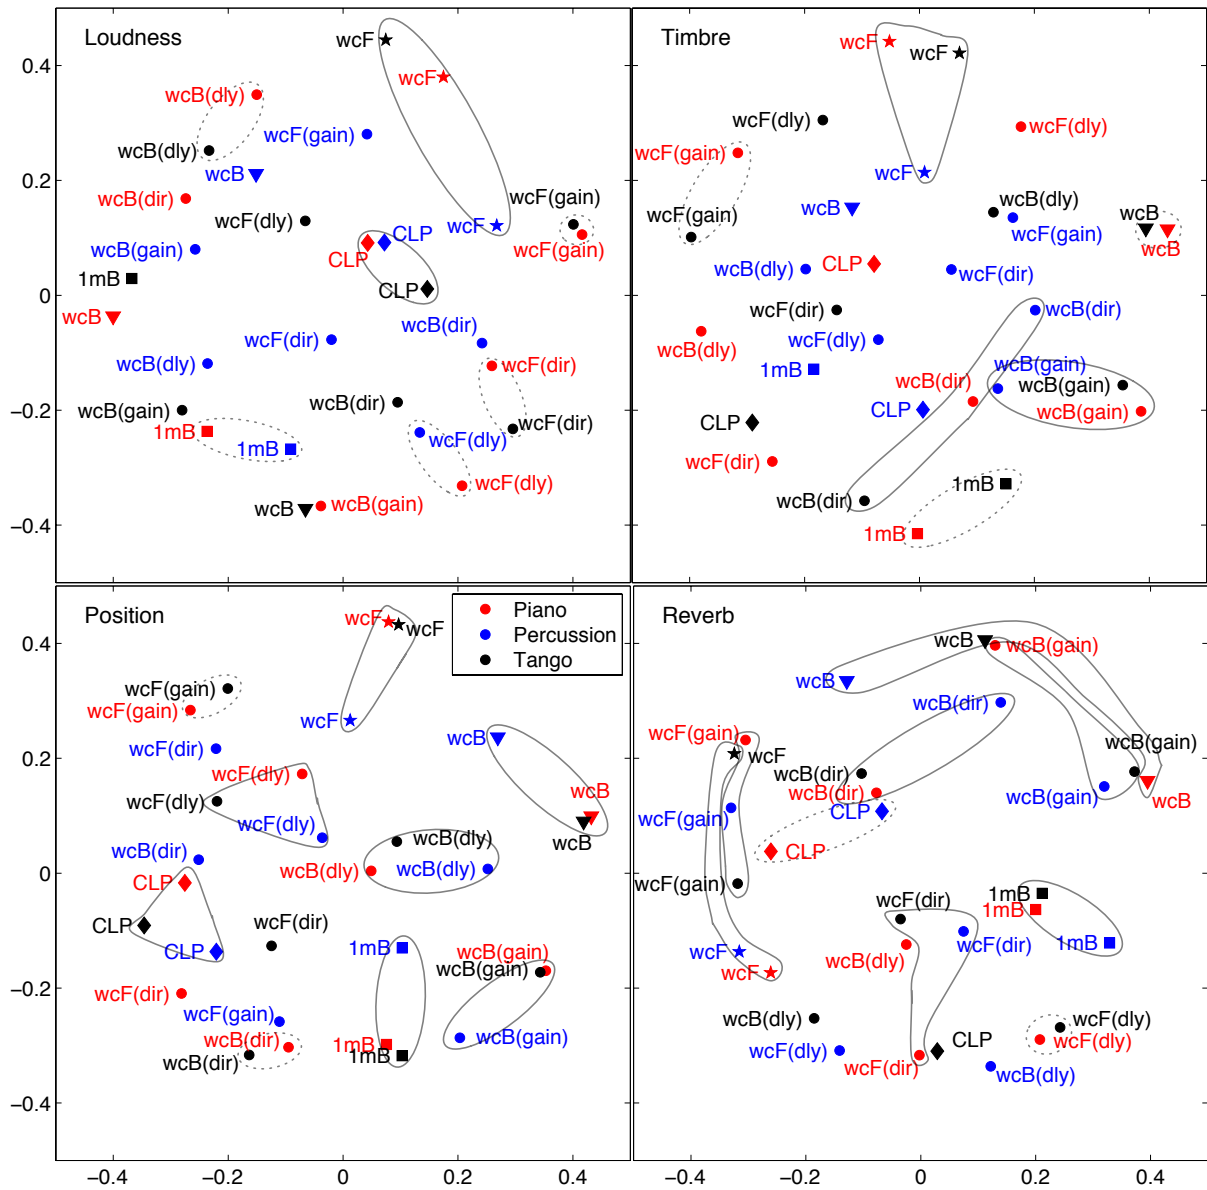 Loudness
wcF
wcF
wcB(dly)
wcF(gain)
wcB(dly)
wcB
wcB(dir)
wcF(gain)
wcF(dly)
wcF
wcB(gain)
CLP
wcF(gain)
CLP
1mB
CLP
wcB
wcB(dir)
wcF(dir)
wcB(dly)
wcF(dir)
wcB(gain)
wcB(dir)
wcF(dir)
1mB
wcF(dly)
1mB
wcF(dly)
wcB
wcB(gain)
0.4
0.2
0
−0.2
−0.4
Timbre
wcF
wcF
wcF(dly)
wcF(dly)
wcF(gain)
wcF
wcB(dly)
wcB
wcF(gain)
wcB
wcF(gain)
wcB
wcB(dly)
CLP
wcF(dir)
wcF(dir)
wcB(dir)
wcB(dly)
wcF(dly)
1mB
wcB(gain)
wcB(dir)
wcB(gain)
CLP
wcB(gain)
CLP
wcF(dir)
wcB(dir)
1mB
1mB
Position
Piano
Percussion
Tango
wcF
wcF
wcF(gain)
wcF(gain)
wcF
wcF(dir)
wcB
wcF(dly)
wcB
wcF(dly)
wcF(dly)
wcB
wcB(dir)
wcB(dly)
wcB(dly)
wcB(dly)
CLP
CLP
wcF(dir)
CLP
1mB
wcB(gain)
wcB(gain)
wcF(dir)
wcF(gain)
wcB(dir)
wcB(gain)
1mB
wcB(dir)
1mB
0.4
0.2
0
−0.2
−0.4
−0.4
−0.2
0
0.2
0.4
Reverb
wcB
wcB(gain)
wcB
wcB(dir)
wcF(gain)
wcF
wcB(gain)
wcB(dir)
wcB(dir)
wcB(gain)
wcB
wcF(gain)
CLP
CLP
wcF(gain)
1mB
wcF(dir)
1mB
wcF(dir)
1mB
wcF
wcB(dly)
wcF
wcB(dly)
wcF(dly)
wcF(dly)
wcF(dly)
CLP
wcF(dir)
wcB(dly)
−0.4
−0.2
0
0.2
0.4